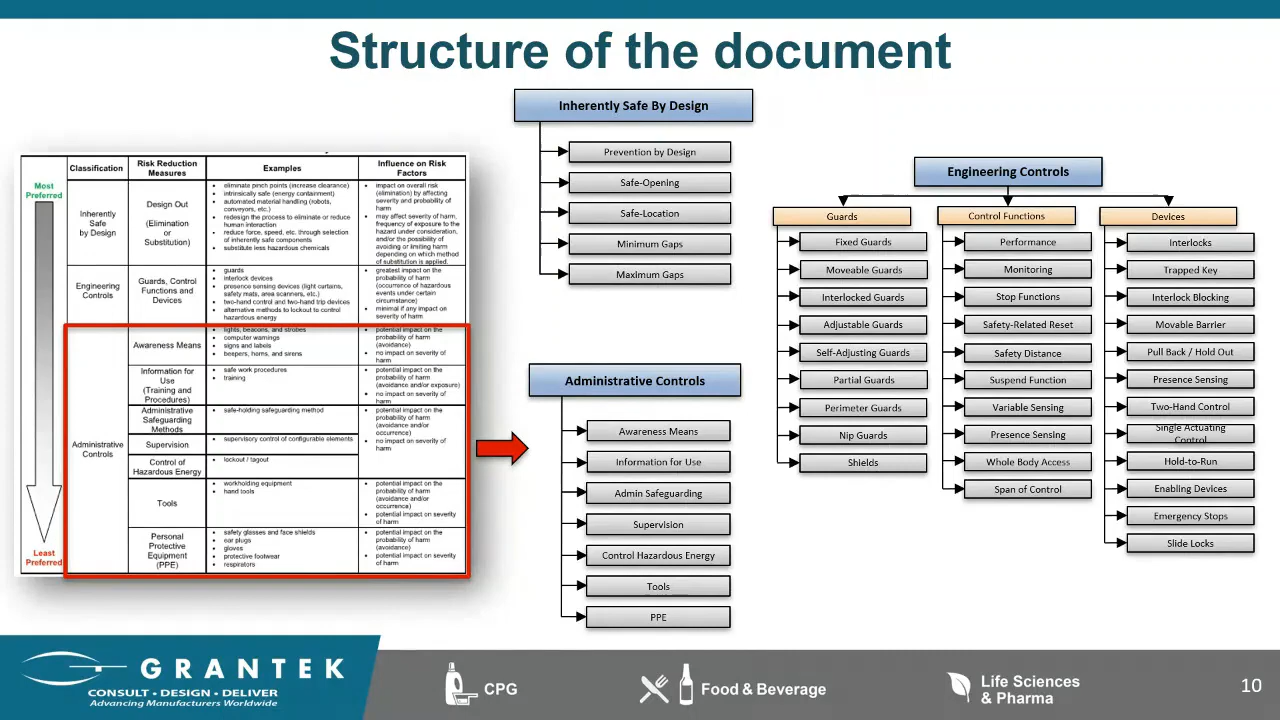 Structure of the document
Classification
Risk Reduction
Measures
Examples
Influence on Risk
Factors
Most
Preferred
Least
Preferred
Inherently
Safe
by Design
Design Out
(Elimination
or
Substitution)
• eliminate pinch points (increase clearance)
• intrinsically safe (energy containment)
• automated material handling (robots,
conveyors, etc.)
• redesign the process to eliminate or reduce
human interaction
• reduce force, speed, etc. through selection
of inherently safe components
• substitute less hazardous chemicals
• impact on overall risk
(elimination) by affecting
severity and probability of
harm
• may affect severity of harm,
frequency of exposure to the
hazard under consideration,
and/or the possibility of
avoiding or limiting harm
depending on which method
of substitution is applied.
Engineering
Controls
Guards, Control
Functions and
Devices
• guards
• interlock devices
• presence sensing devices (light curtains,
safety mats, area scanners, etc.)
• two-hand control and two-hand trip devices
• alternative methods to lockout to control
hazardous energy
• greatest impact on the
probability of harm
(occurrence of hazardous
events under certain
circumstance)
• minimal if any impact on
severity of harm
Administrative
Controls
Awareness Means
• lights, beacons, and strobes
• computer warnings
• signs and labels
• beepers, horns, and sirens
• potential impact on the
probability of harm
(avoidance)
• no impact on severity of
harm
Information for
Use
(Training and
Procedures)
• safe work procedures
• training
• potential impact on the
probability of harm
(avoidance and/or exposure)
• no impact on severity of
harm
Administrative
Safeguarding
Methods
• safe-holding safeguarding method
• potential impact on the
probability of harm
(avoidance and/or
occurrence)
• no impact on severity of
harm
Supervision
• supervisory control of configurable elements
Control of
Hazardous Energy
• lockout / tagout
Tools
• workholding equipment
• hand tools
• potential impact on the
probability of harm
(avoidance and/or
occurrence)
• potential impact on severity
of harm
Personal
Protective
Equipment
(PPE)
• safety glasses and face shields
• ear plugs
• gloves
• protective footwear
• respirators
• potential impact on the
probability of harm
(avoidance)
• potential impact on severity
of harm
Inherently Safe By Design
Prevention by Design
Safe-Opening
Safe-Location
Minimum Gaps
Maximum Gaps
Administrative Controls
Awareness Means
Information for Use
Admin Safeguarding
Supervision
Control Hazardous Energy
Tools
PPE
Engineering Controls
Guards
Fixed Guards
Moveable Guards
Interlocked Guards
Adjustable Guards
Self-Adjusting Guards
Partial Guards
Perimeter Guards
Nip Guards
Shields
Control Functions
Performance
Monitoring
Stop Functions
Safety-Related Reset
Safety Distance
Suspend Function
Variable Sensing
Presence Sensing
Whole Body Access
Span of Control
Devices
Interlocks
Trapped Key
Interlock Blocking
Movable Barrier
Pull Back / Hold Out
Presence Sensing
Two-Hand Control
Single Actuating
Control
Hold-to-Run
Enabling Devices
Emergency Stops
Slide Locks
GRANTEK
CONSULT • DESIGN • DELIVER
Advancing Manufacturers Worldwide
CPG
Food & Beverage
Life Sciences
& Pharma
10